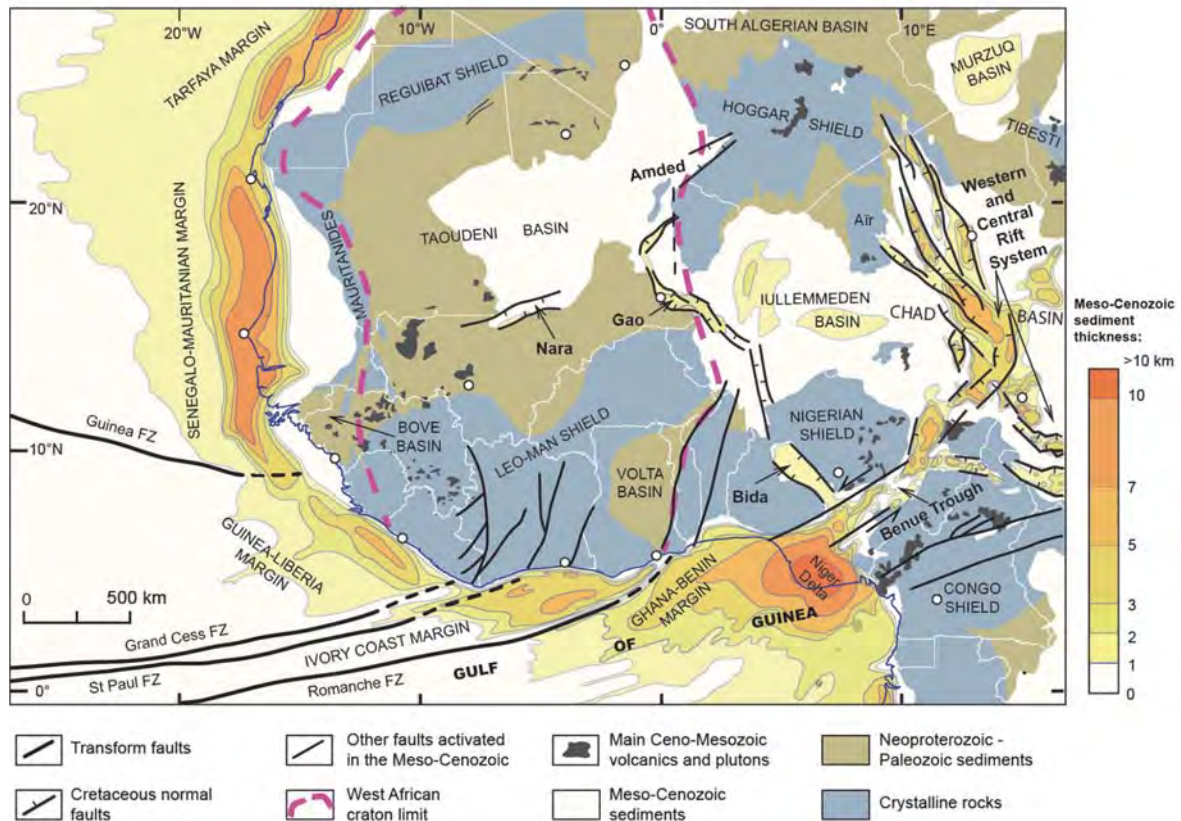 20°W
10°W
0°
10°E
SOUTH ALGERIAN BASIN
TARFAYA MARGIN
REGUIBAT SHIELD
MURZUQ
BASIN
HOGGAR SHIELD
TIBESTI
Amded
Western
and
Central
Rift
System
20°N
SENEGALO-MAURITANIAN MARGIN
MAURITANIDES
TAOUDENI BASIN
Aïr
IULLEMMEDEN
BASIN
CHAD
BASIN
Gao
Nara
Meso-Cenozoic
sediment
thickness:
>10 km
10
7
5
3
2
1
0
Guinea FZ
10°N
BOVE
BASIN
LEO-MAN SHIELD
VOLTA
BASIN
NIGERIAN
SHIELD
Bida
Benue Trough
GUINEA-LIBERIA
MARGIN
Niger
Delta
GHANA-BENIN
MARGIN
CONGO
SHIELD
0 500 km
Grand Cess FZ
IVORY COAST MARGIN
GULF OF GUINEA
St Paul FZ
Romanche FZ
0°
Transform faults
Other faults activated
in the Meso-Cenozoic
Main Ceno-Mesozoic
volcanics and plutons
Neoproterozoic -
Paleozoic sediments
Cretaceous normal
faults
West African
craton limit
Meso-Cenozoic
sediments
Crystalline rocks